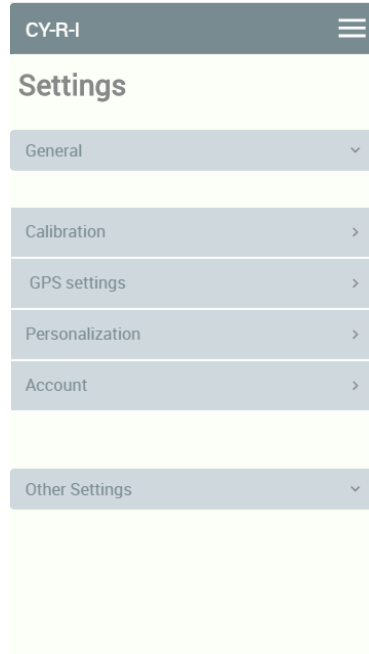 CY-R-I
Settings
General
Calibration
GPS settings
Personalization
Account
Other Settings